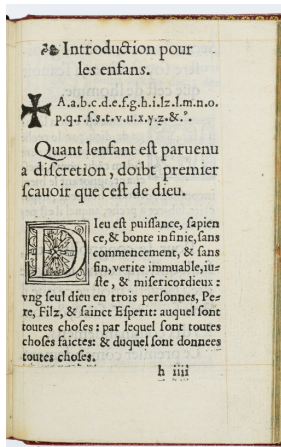 ❧ Introduction pour
les enfans.
✠ A.a.b.c.d.e.f.g.h.i.k.l.m.n.o.
p.q.r.ſ.s.t.v.u.x.y.z.&.ꝰ.
Quant lenfant eſt paruenu
a diſcretion, doibt premier
ſcauoir que ceſt de dieu.
DIeu eſt puiſſance, ſapien
ce, & bonte infinie, ſans
commencement, & ſans
fin, verite immuable, iu-
ſte, & miſericordieux:
vng ſeul dieu en trois perſonnes, Pe-
re, Filz, & ſainct Eſperit: auquel ſont
toutes choſes: par lequel ſont toutes
choſes faictes: & duquel ſont donnees
toutes choſes.
h iiii